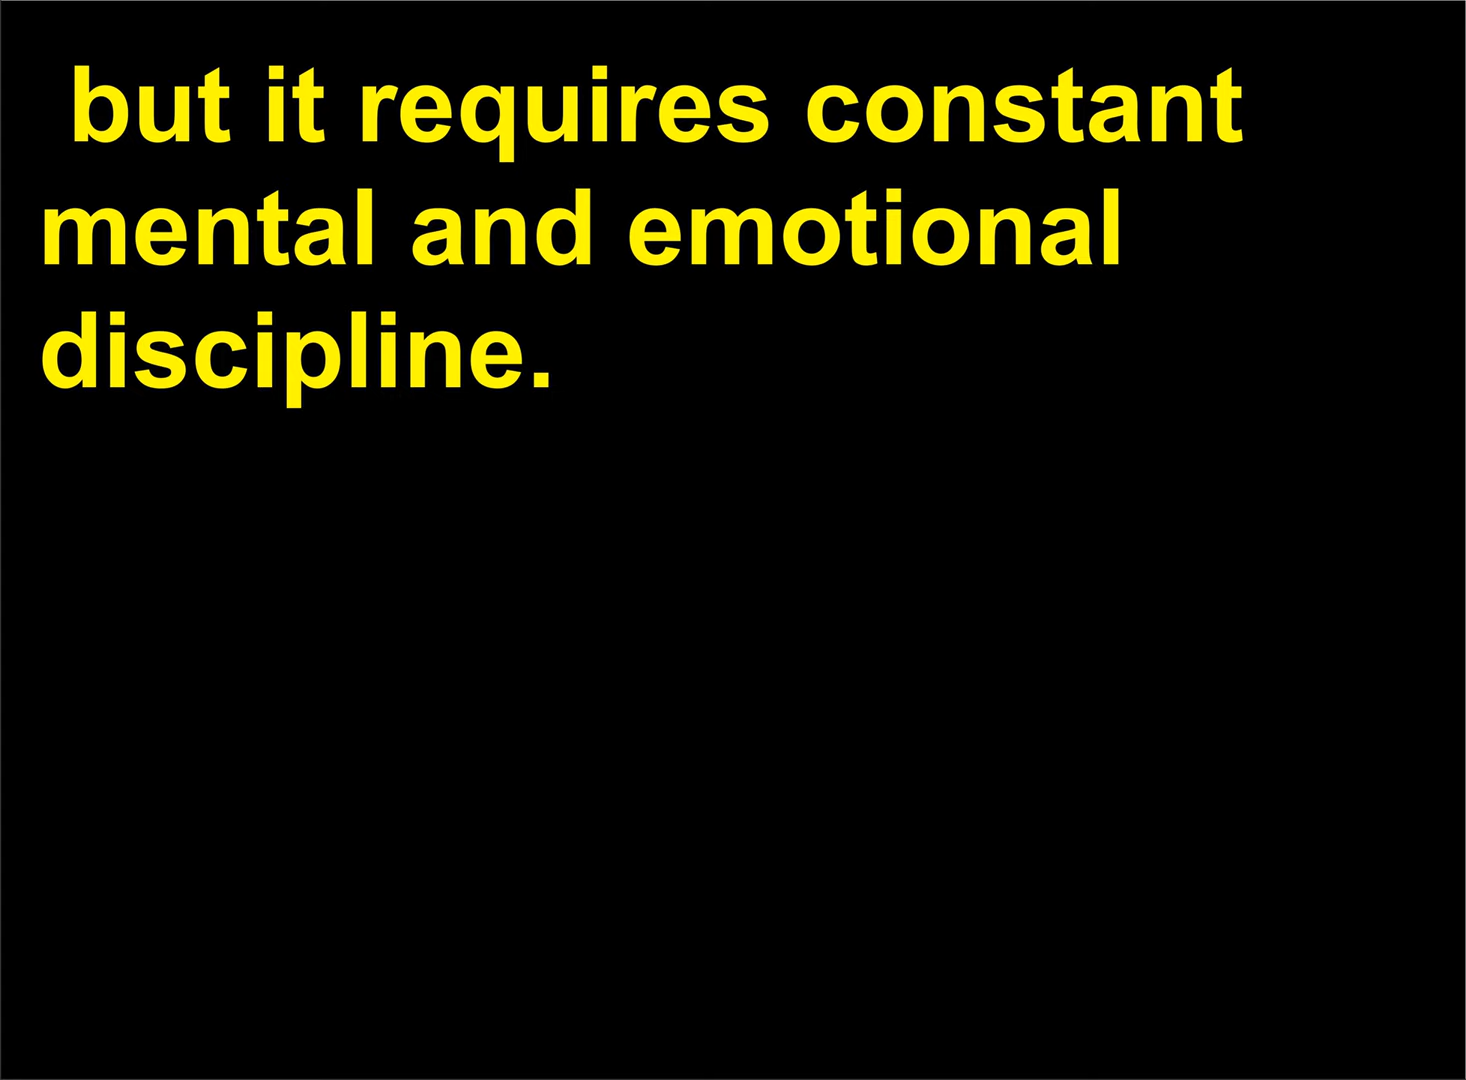 but it requires constant
mental and emotional
discipline.